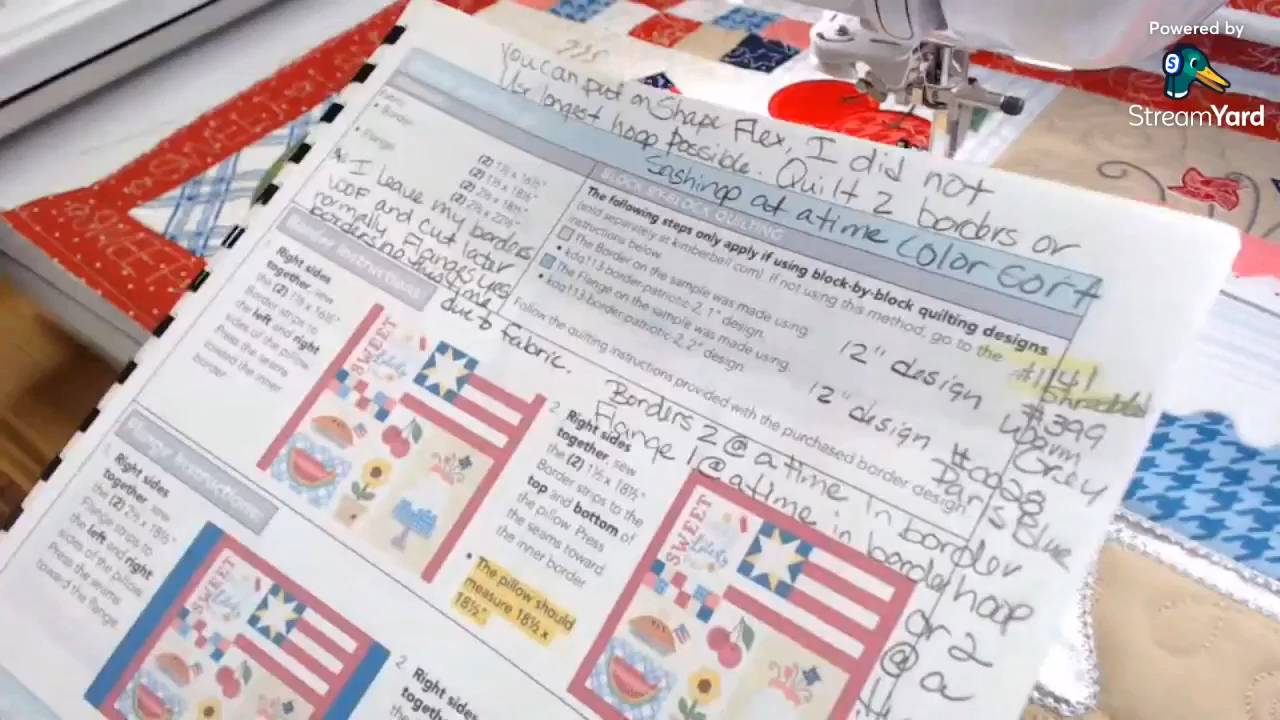 Powered by
StreamYard
You can put on Shape Flex, I did not
Use longest hoop possible. Quilt 2 borders or
Sashings at a time Color Sort
• Border:
• Flange:
(2) 1½ x 16½"
(2) 1½ x 18½"
(2) 2½ x 18½"
(2) 2½ x 22½"
I leave my borders
WOF and cut later
normally. Flanges yes
borders no this time
due to fabric.
BLOCK-BY-BLOCK QUILTING
The following steps only apply if using block-by-block quilting designs
(sold separately at kimberbell.com). If not using this method, go to the
instructions below.
The Border on the sample was made using
The Flange on the sample was made using:
Follow the quilting instructions provided with the purchased border design.
12" design
12" design
#1141
Shredded
#399
Warm
Grey
Paris Blue
Borders 2 @ a time in border
Flange 1 @ a time in border hoop
or 2
@ a
Border Instructions
Right sides
together, sew
the (2) 1½ x 16½"
Border strips to
the left and right
sides of the pillow.
Press the seams
toward the inner
border.
SWEET
2. Right sides
together, sew
the (2) 1½ x 18½"
Border strips to the
top and bottom of
the pillow. Press
the seams toward
the inner border.
• The pillow should
measure 18½ x
18½"
SWEET
Flange Instructions
1. Right sides
together, sew
the (2) 2½ x 18½"
Flange strips to
the left and right
sides of the pillow.
Press the seams
toward the flange.
SWEET
2. Right sides
together, sew